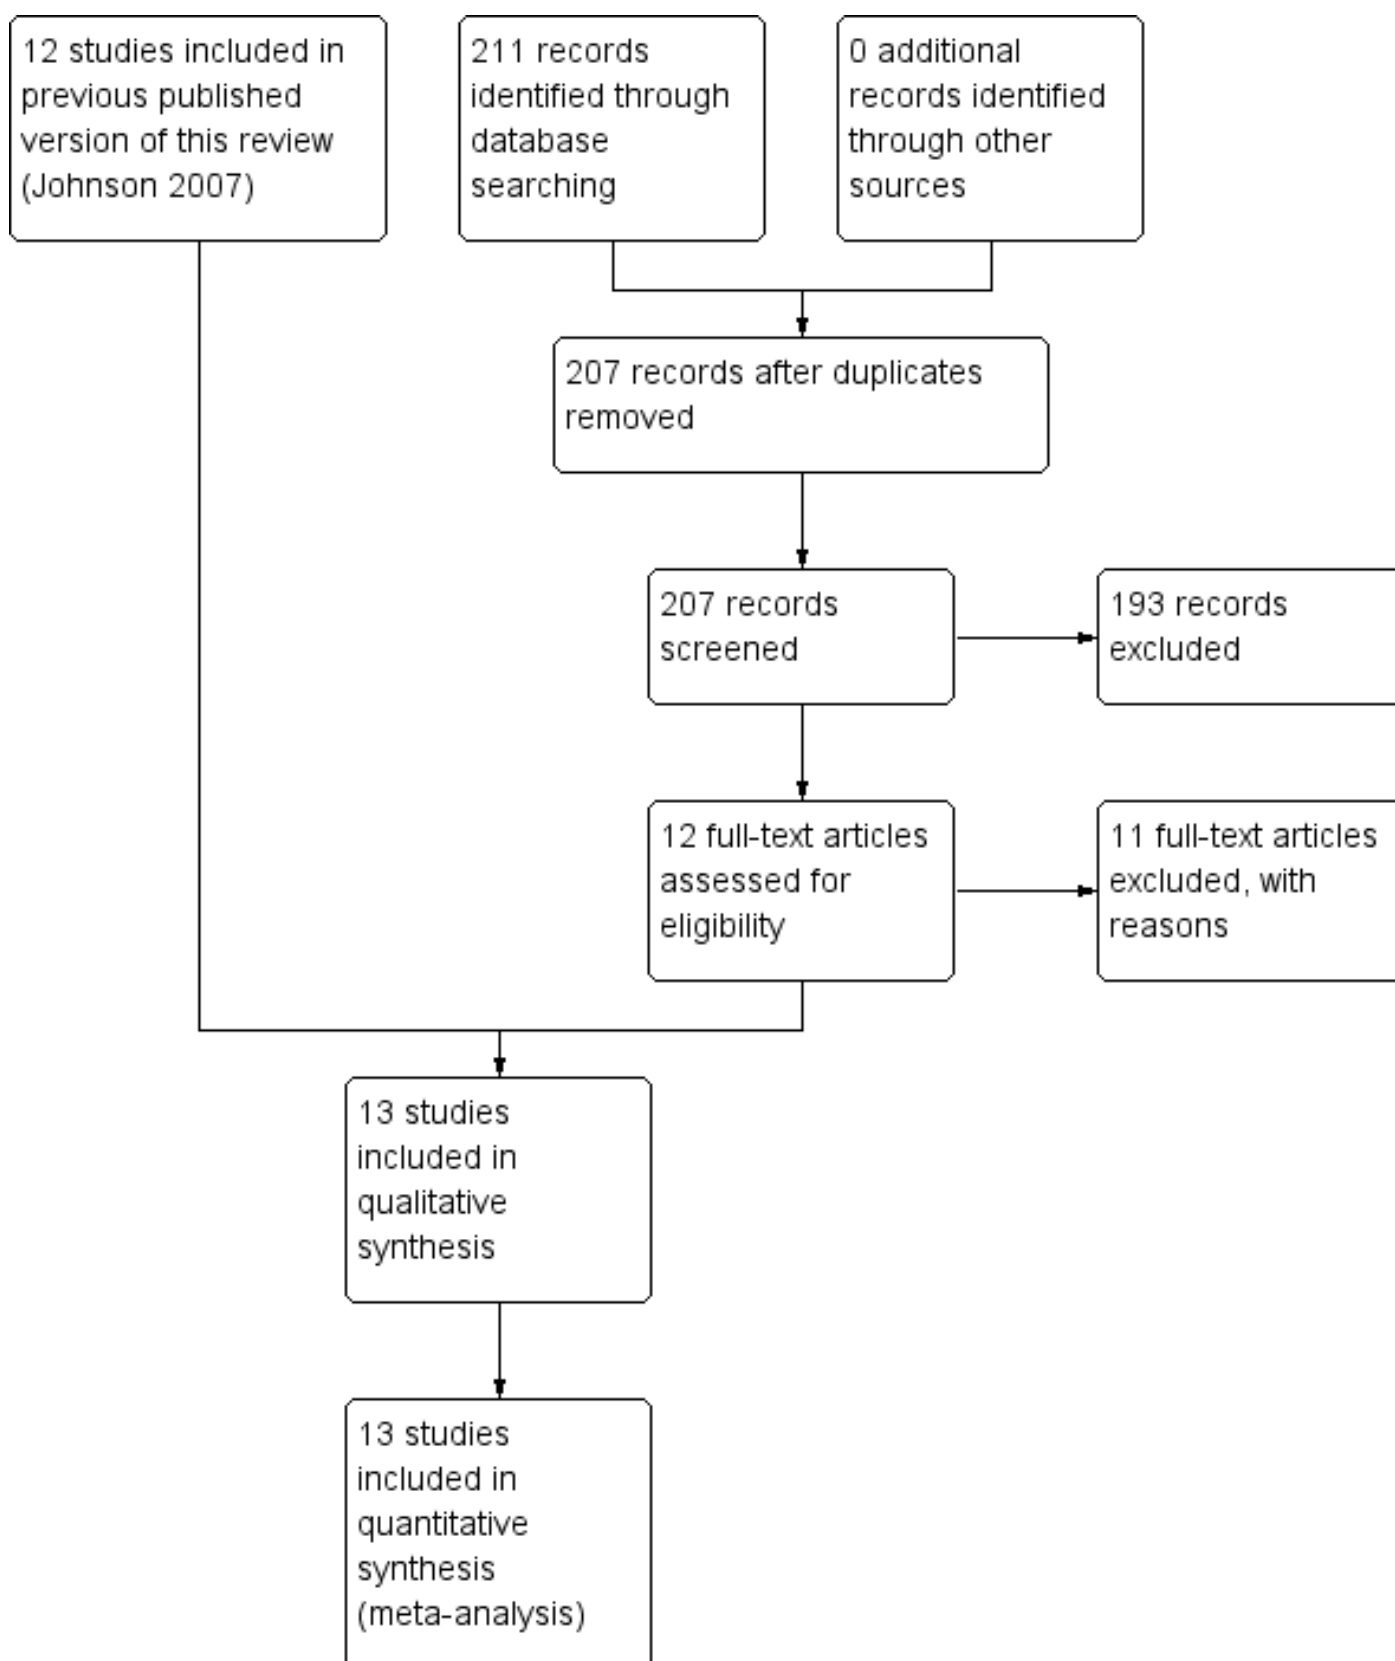 12 studies included in
previous published
version of this review
(Johnson 2007)
211 records
identified through
database
searching
0 additional
records identified
through other
sources
207 records after duplicates
removed
207 records
screened
193 records
excluded
12 full-text articles
assessed for
eligibility
11 full-text articles
excluded, with
reasons
13 studies
included in
qualitative
synthesis
13 studies
included in
quantitative
synthesis
(meta-analysis)